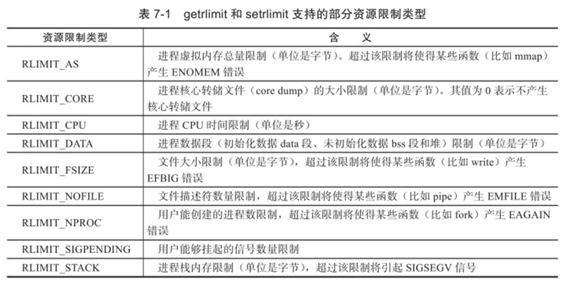 表 7-1 getrlimit 和 setrlimit 支持的部分资源限制类型
资源限制类型 含 义
RLIMIT_AS 进程虚拟内存总量限制（单位是字节）。超过该限制将使得某些函数（比如 mmap）
产生 ENOMEM 错误
RLIMIT_CORE 进程核心转储文件（core dump）的大小限制（单位是字节）。其值为 0 表示不产生
核心转储文件
RLIMIT_CPU 进程 CPU 时间限制（单位是秒）
RLIMIT_DATA 进程数据段（初始化数据 data 段、未初始化数据 bss 段和堆）限制（单位是字节）
RLIMIT_FSIZE 文件大小限制（单位是字节），超过该限制将使得某些函数（比如 write）产生
EFBIG 错误
RLIMIT_NOFILE 文件描述符数量限制，超过该限制将使得某些函数（比如 pipe）产生 EMFILE 错误
RLIMIT_NPROC 用户能创建的进程数限制，超过该限制将使得某些函数（比如 fork）产生 EAGAIN
错误
RLIMIT_SIGPENDING 用户能够挂起的信号数量限制
RLIMIT_STACK 进程栈内存限制（单位是字节），超过该限制将引起 SIGSEGV 信号